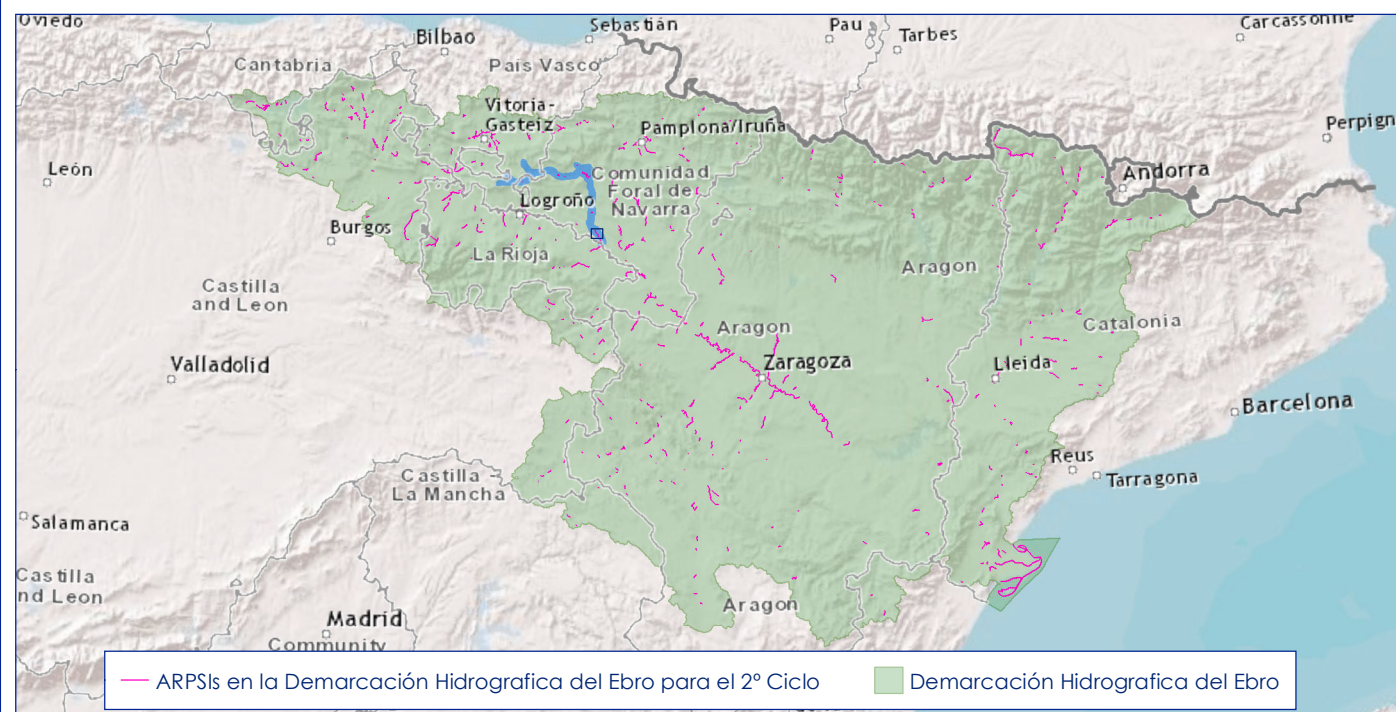 Oviedo
Bilbao
Sebastián
Pau
Tarbes
Carcassonne
Cantabria
País Vasco
Vitoria-
Gasteiz
Pamplona/Iruña
Perpign
León
Comunidad
Foral de
Navarra
Andorra
Logroño
Burgos
La Rioja
Aragon
Castilla
and Leon
Aragon
Catalonia
Valladolid
Zaragoza
Lleida
Barcelona
Reus
Tarragona
Castilla
La Mancha
Salamanca
Castilla
nd Leon
Aragon
Madrid
Community
ARPSIs en la Demarcación Hidrografica del Ebro para el 2º Ciclo
Demarcación Hidrografica del Ebro